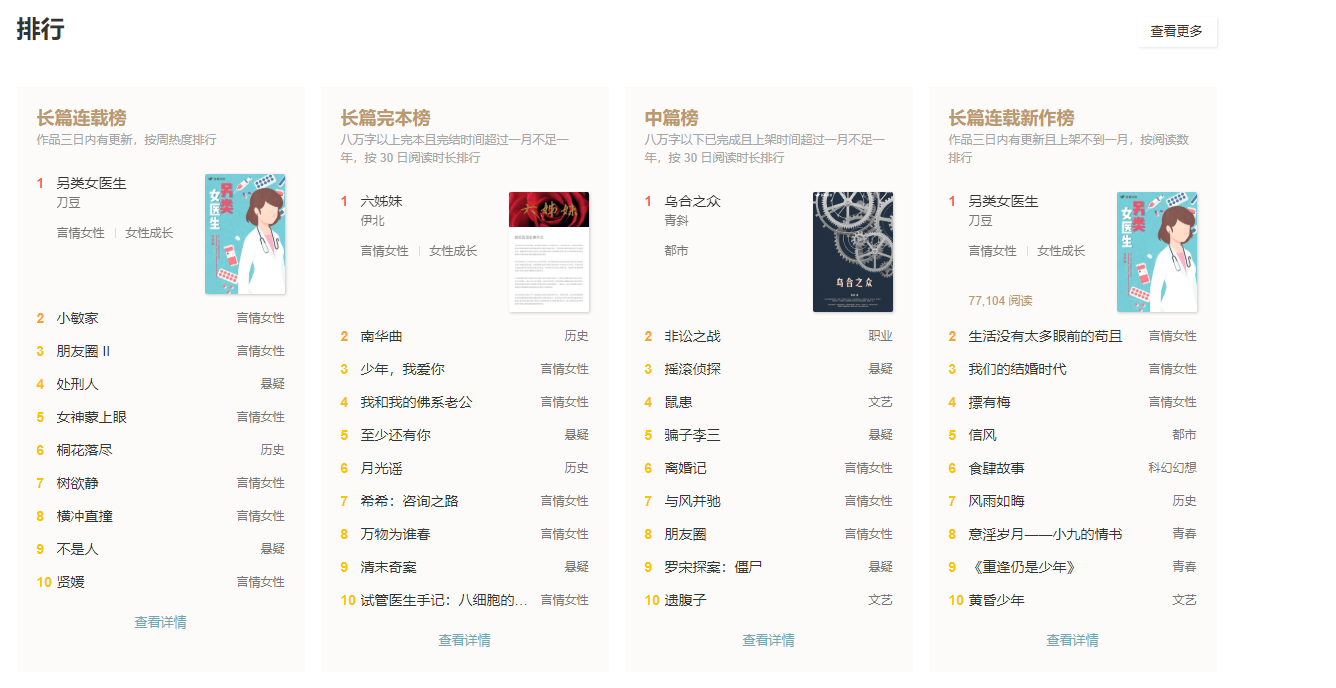 排行
查看更多
长篇连载榜
作品三日内有更新，按周热度排行
1 另类女医生
刀豆
言情女性 | 女性成长
另类
女医生
2 小敏家 言情女性
3 朋友圈 II 言情女性
4 处刑人 悬疑
5 女神蒙上眼 言情女性
6 桐花落尽 历史
7 树欲静 言情女性
8 横冲直撞 言情女性
9 不是人 悬疑
10 贤媛 言情女性
查看详情
长篇完本榜
八万字以上完本且完结时间超过一月不足一
年，按 30 日阅读时长排行
1 六姊妹
伊北
言情女性 | 女性成长
六姊妹
2 南华曲 历史
3 少年，我爱你 言情女性
4 我和我的佛系老公 言情女性
5 至少还有你 悬疑
6 月光谣 历史
7 希希：咨询之路 言情女性
8 万物为谁春 言情女性
9 清末奇案 悬疑
10 试管医生手记：八细胞的... 言情女性
查看详情
中篇榜
八万字以下已完成且上架时间超过一月不足一
年，按 30 日阅读时长排行
1 乌合之众
青斜
都市
乌合之众
2 非讼之战 职业
3 摇滚侦探 悬疑
4 鼠患 文艺
5 骗子李三 悬疑
6 离婚记 言情女性
7 与风并驰 言情女性
8 朋友圈 言情女性
9 罗宋探案：僵尸 悬疑
10 遗腹子 文艺
查看详情
长篇连载新作榜
作品三日内有更新且上架不到一月，按阅读数
排行
1 另类女医生
刀豆
言情女性 | 女性成长
77,104 阅读
另类
女医生
2 生活没有太多眼前的苟且 言情女性
3 我们的结婚时代 言情女性
4 摽有梅 言情女性
5 信风 都市
6 食肆故事 科幻幻想
7 风雨如晦 历史
8 意淫岁月——小九的情书 青春
9 《重逢仍是少年》 青春
10 黄昏少年 文艺
查看详情